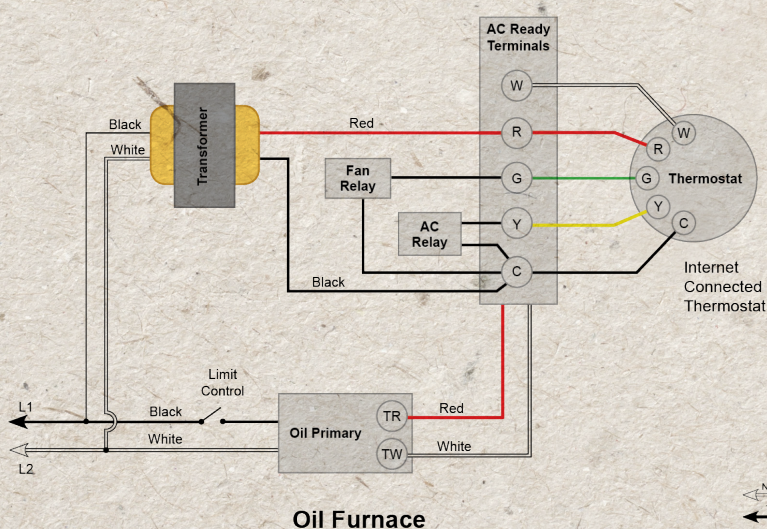 AC Ready
Terminals
W
R
G
Y
C
Transformer
Black
White
Red
Fan
Relay
AC
Relay
Black
W
R
G
Y
C
Thermostat
Internet
Connected
Thermostat
L1
L2
Black
White
Limit
Control
Oil Primary
TR
TW
Red
White
Oil Furnace
N